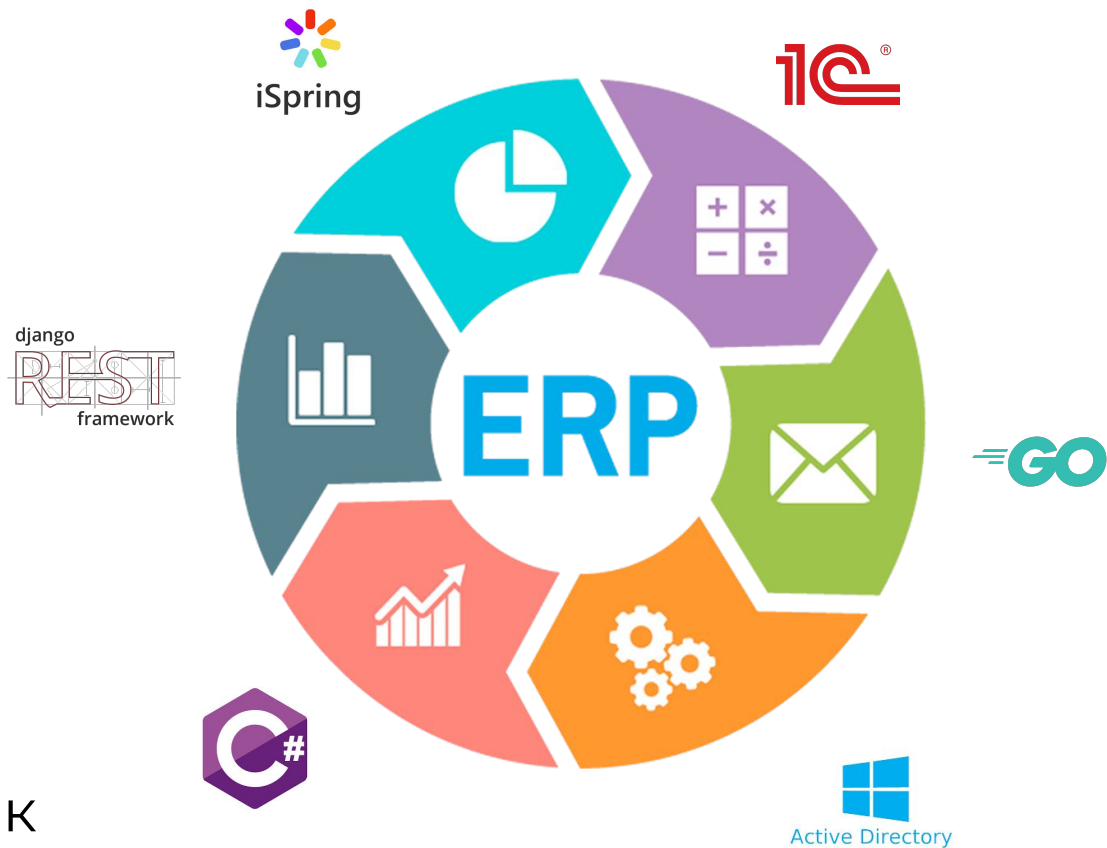 iSpring
1C ®
django
REST
framework
ERP
GO
C#
K
Active Directory